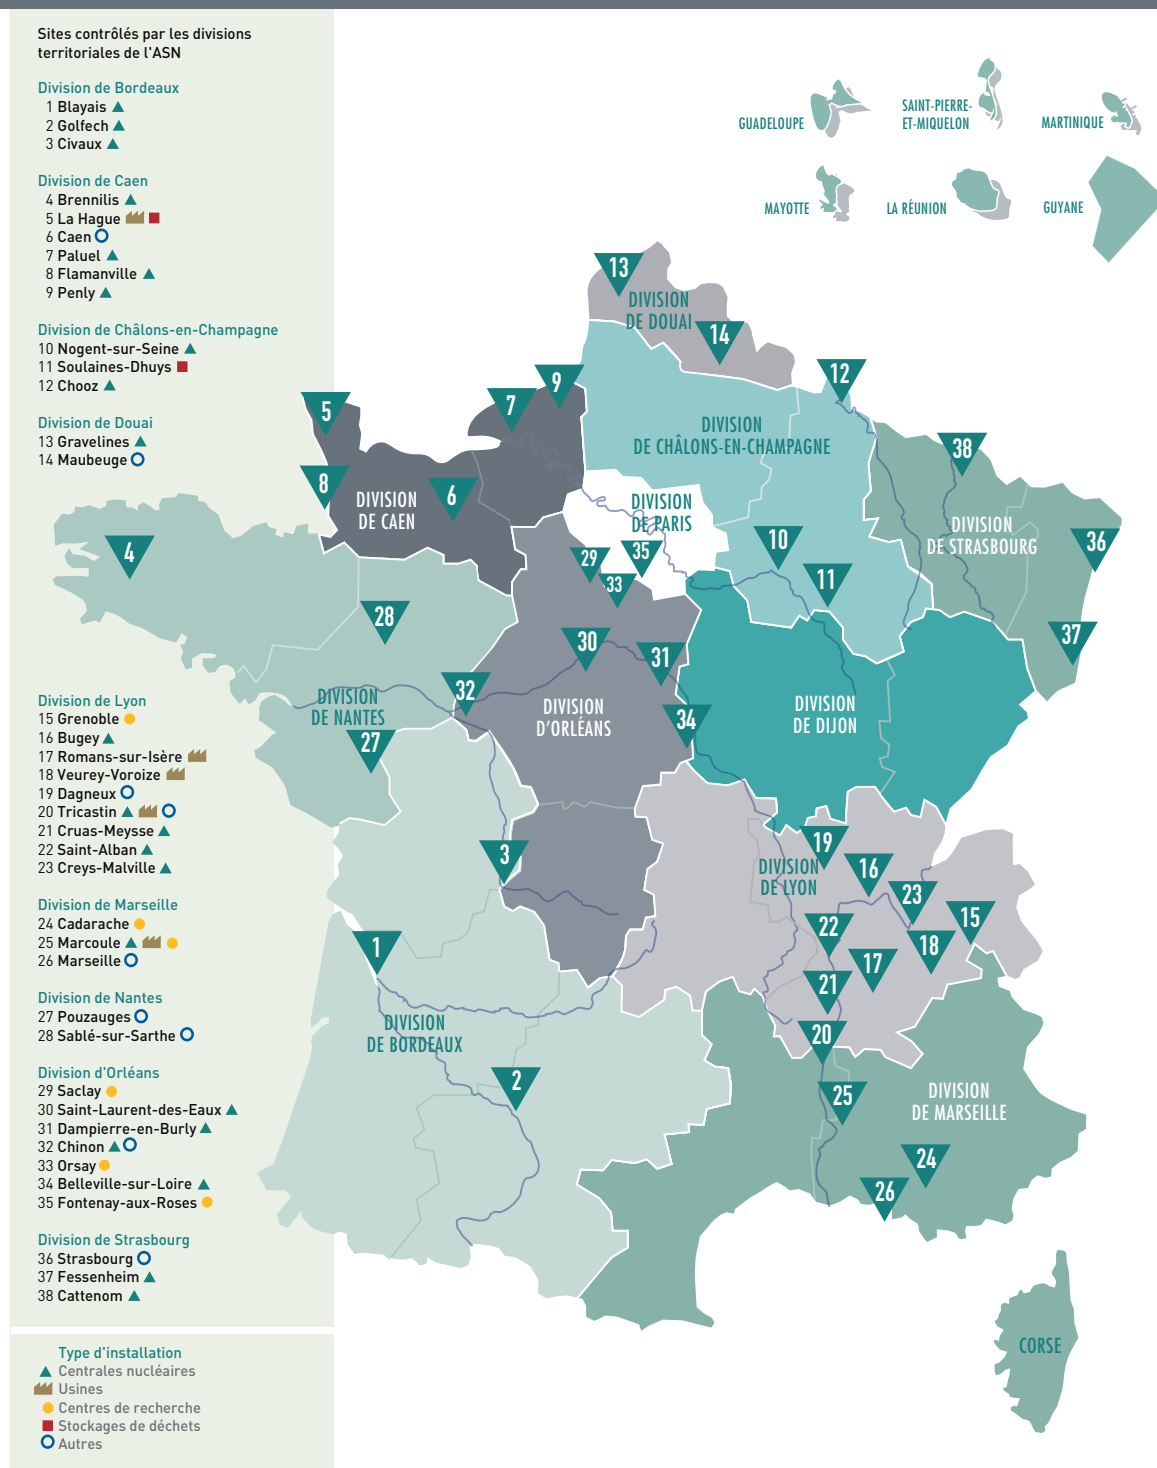 Sites contrôlés par les divisions
territoriales de l'ASN
Division de Bordeaux
1 Blayais
2 Golfech
3 Civaux
Division de Caen
4 Brennilis
5 La Hague
6 Caen
7 Paluel
8 Flamanville
9 Penly
Division de Châlons-en-Champagne
10 Nogent-sur-Seine
11 Soulaines-Dhuys
12 Chooz
Division de Douai
13 Gravelines
14 Maubeuge
Division de Lyon
15 Grenoble
16 Bugey
17 Romans-sur-Isère
18 Veurey-Voroize
19 Dagneux
20 Tricastin
21 Cruas-Meysse
22 Saint-Alban
23 Creys-Malville
Division de Marseille
24 Cadarache
25 Marcoule
26 Marseille
Division de Nantes
27 Pouzauges
28 Sablé-sur-Sarthe
Division d'Orléans
29 Saclay
30 Saint-Laurent-des-Eaux
31 Dampierre-en-Burly
32 Chinon
33 Orsay
34 Belleville-sur-Loire
35 Fontenay-aux-Roses
Division de Strasbourg
36 Strasbourg
37 Fessenheim
38 Cattenom
Type d'installation
Centrales nucléaires
Usines
Centres de recherche
Stockages de déchets
Autres
GUADELOUPE
SAINT-PIERRE-
ET-MIQUELON
MARTINIQUE
MAYOTTE
LA RÉUNION
GUYANE
13
DIVISION
DE DOUAI
14
12
9
7
5
DIVISION
DE CHÂLONS-EN-CHAMPAGNE
38
8
6
DIVISION
DE CAEN
DIVISION
DE PARIS
DIVISION
DE STRASBOURG
4
29
35
33
10
11
36
28
30
31
37
32
DIVISION
DE NANTES
DIVISION
D'ORLÉANS
34
DIVISION
DE DIJON
27
3
19
DIVISION
DE LYON
16
23
15
1
22
18
17
21
DIVISION
DE BORDEAUX
20
2
25
DIVISION
DE MARSEILLE
24
26
CORSE